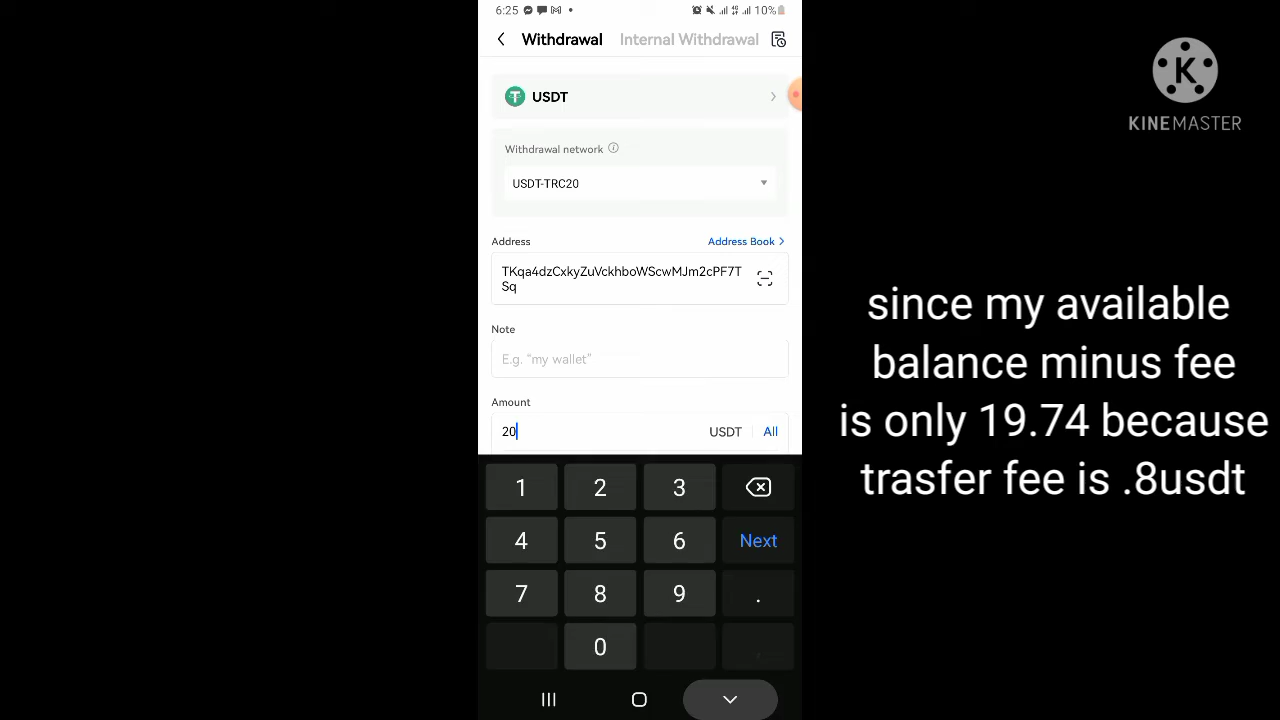 6:25
10%
Withdrawal
Internal Withdrawal
USDT
Withdrawal network
USDT-TRC20
Address
Address Book
TKqa4dzCxkyZuVckhboWScwMJm2cPF7T
Sq
Note
E.g. “my wallet”
Amount
20
USDT
All
1 2 3
4 5 6 Next
7 8 9 .
0
K
KINEMASTER
since my available
balance minus fee
is only 19.74 because
trasfer fee is .8usdt